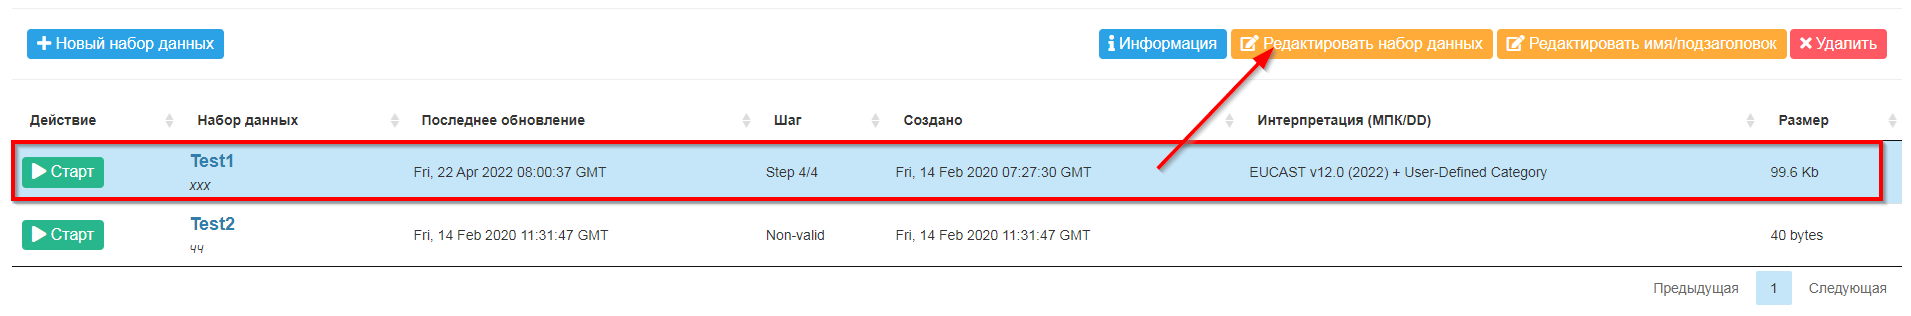 Новый набор данных Информация Редактировать набор данных Редактировать имя/подзаголовок Удалить
Действие Набор данных Последнее обновление Шаг Создано Интерпретация (МПК/DD) Размер
Старт Test1 Fri, 22 Apr 2022 08:00:37 GMT Step 4/4 Fri, 14 Feb 2020 07:27:30 GMT EUCAST v12.0 (2022) + User-Defined Category 99.6 Kb
xxx
Старт Test2 Fri, 14 Feb 2020 11:31:47 GMT Non-valid Fri, 14 Feb 2020 11:31:47 GMT 40 bytes
чч
Предыдущая 1 Следующая